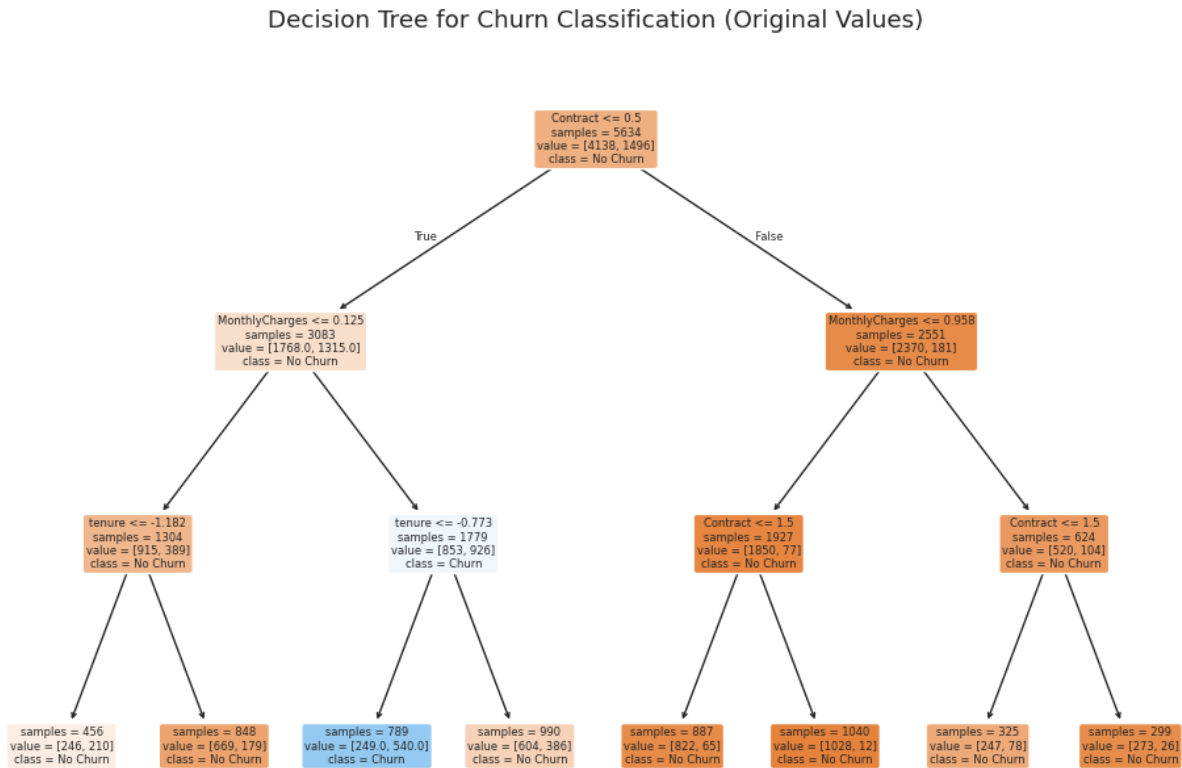 Decision Tree for Churn Classification (Original Values)
Contract <= 0.5
samples = 5634
value = [4138, 1496]
class = No Churn
True
False
MonthlyCharges <= 0.125
samples = 3083
value = [1768.0, 1315.0]
class = No Churn
MonthlyCharges <= 0.958
samples = 2551
value = [2370, 181]
class = No Churn
tenure <= -1.182
samples = 1304
value = [915, 389]
class = No Churn
tenure <= -0.773
samples = 1779
value = [853, 926]
class = Churn
Contract <= 1.5
samples = 1927
value = [1850, 77]
class = No Churn
Contract <= 1.5
samples = 624
value = [520, 104]
class = No Churn
samples = 456
value = [246, 210]
class = No Churn
samples = 848
value = [669, 179]
class = No Churn
samples = 789
value = [249.0, 540.0]
class = Churn
samples = 990
value = [604, 386]
class = No Churn
samples = 887
value = [822, 65]
class = No Churn
samples = 1040
value = [1028, 12]
class = No Churn
samples = 325
value = [247, 78]
class = No Churn
samples = 299
value = [273, 26]
class = No Churn